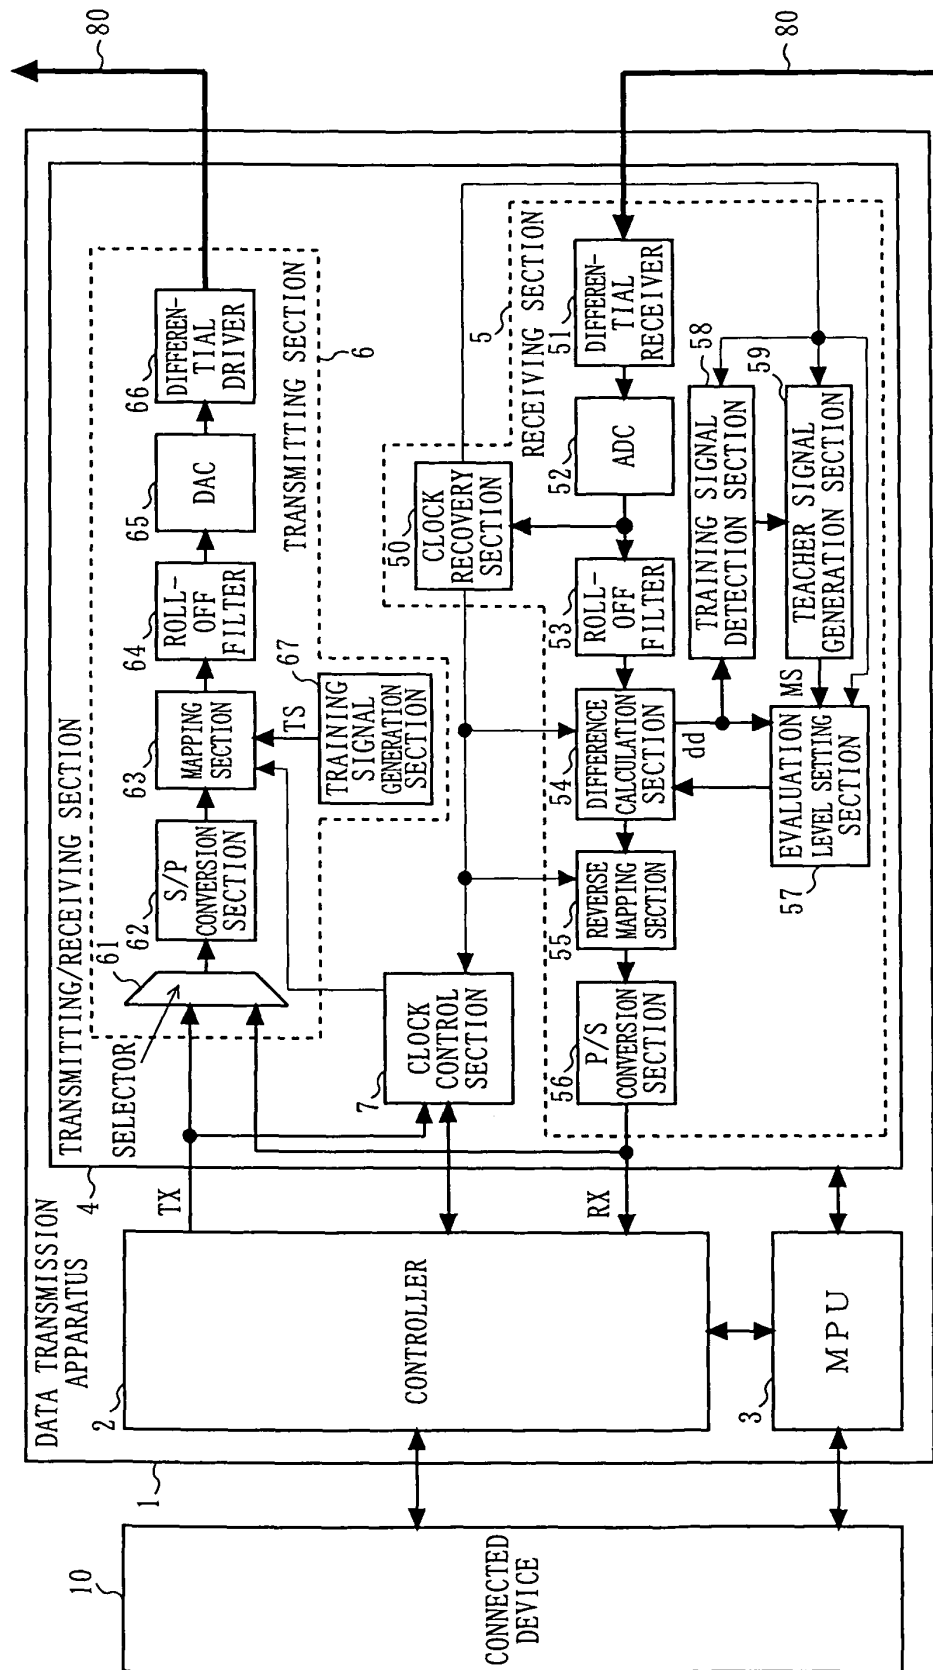 10
CONNECTED
DEVICE
1
DATA TRANSMISSION
APPARATUS
2
CONTROLLER
3
MPU
4
TRANSMITTING/RECEIVING SECTION
TX
RX
SELECTOR
61
62
S/P
CONVERSION
SECTION
63
MAPPING
SECTION
64
ROLL-
OFF
FILTER
65
DAC
66
DIFFEREN-
TIAL
DRIVER
80
TS
67
TRAINING
SIGNAL
GENERATION
SECTION
TRANSMITTING SECTION
6
7
CLOCK
CONTROL
SECTION
50
CLOCK
RECOVERY
SECTION
5
RECEIVING SECTION
56
P/S
CONVERSION
SECTION
55
REVERSE
MAPPING
SECTION
54
DIFFERENCE
CALCULATION
SECTION
53
ROLL-
OFF
FILTER
52
ADC
51
DIFFEREN-
TIAL
RECEIVER
80
dd
58
TRAINING SIGNAL
DETECTION SECTION
59
TEACHER SIGNAL
GENERATION SECTION
MS
57
EVALUATION
LEVEL SETTING
SECTION